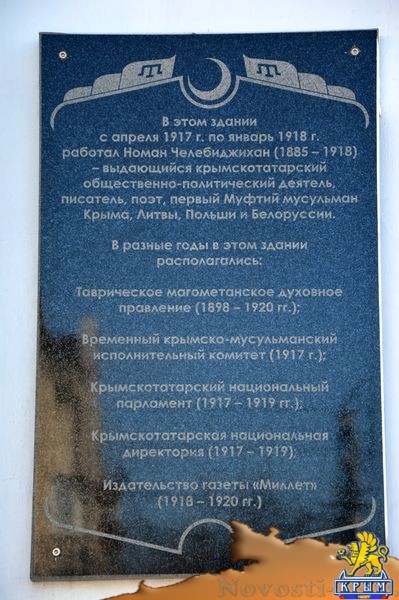 В этом здании
с апреля 1917 г. по январь 1918 г.
работал Номан Челебиджихан (1885 – 1918)
– выдающийся крымскотатарский
общественно-политический деятель,
писатель, поэт, первый Муфтий мусульман
Крыма, Литвы, Польши и Белоруссии.
В разные годы в этом здании
располагались:
Таврическое магометанское духовное
правление (1898 – 1920 гг.);
Временный крымско-мусульманский
исполнительный комитет (1917 г.);
Крымскотатарский национальный
парламент (1917 – 1919 гг.);
Крымскотатарская национальная
директория (1917 – 1919);
Издательство газеты «Миллет»
(1918 – 1920 гг.)
Novosti-
КРЫМ